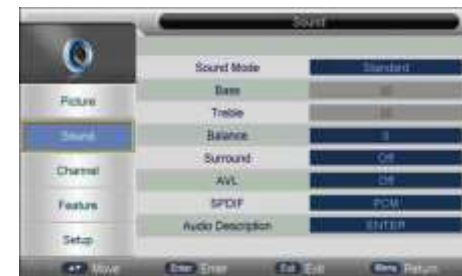 Sound
Picture
Sound
Channel
Feature
Setup
Sound Mode Standard
Bass
Treble
Balance 0
Surround Off
AVL Off
SPDIF PCM
Audio Description ENTER
Move Enter Enter Exit Exit Menu Return